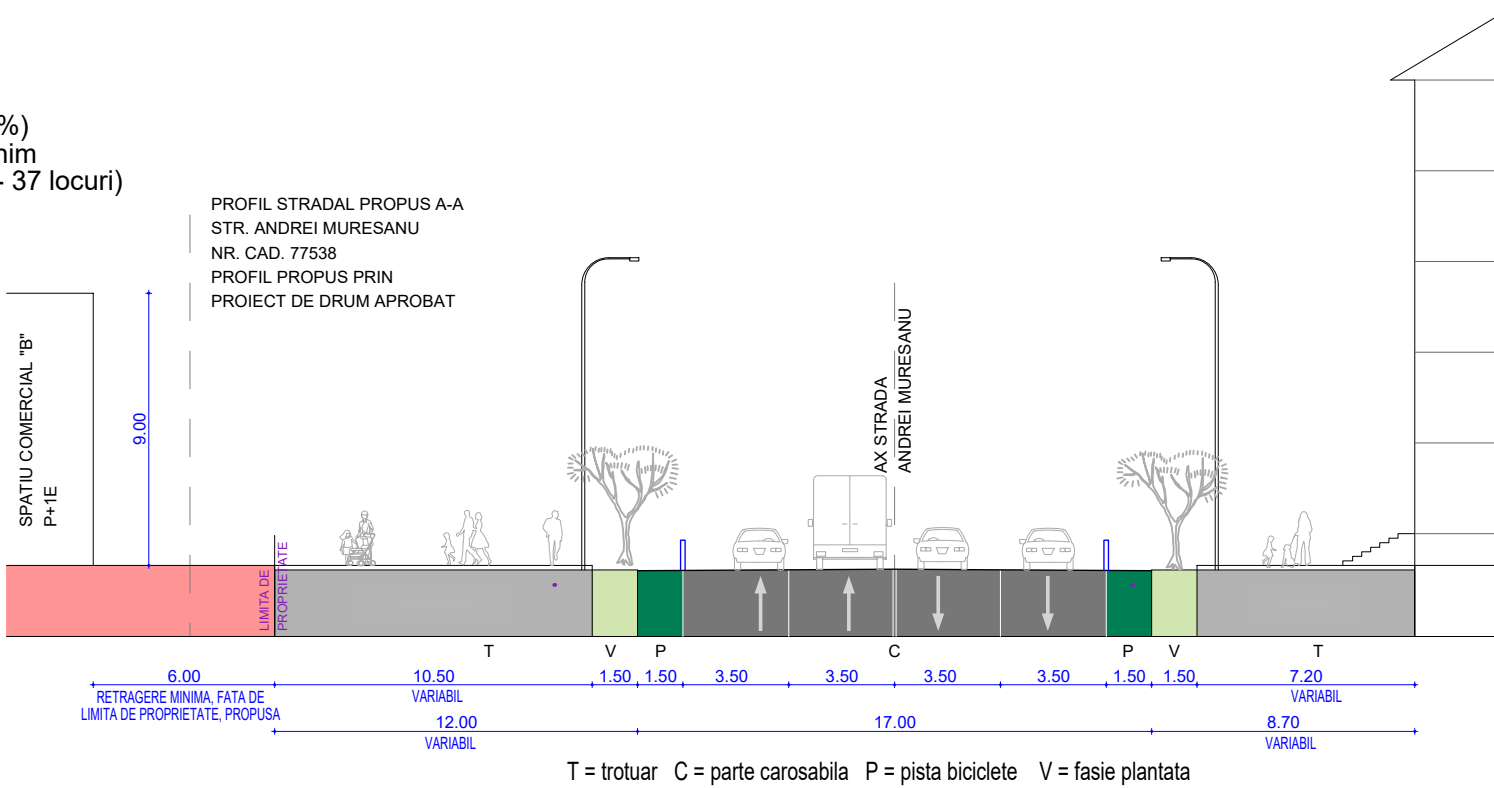 %)
nim
- 37 locuri)
PROFIL STRADAL PROPUS A-A
STR. ANDREI MURESANU
NR. CAD. 77538
PROFIL PROPUS PRIN
PROIECT DE DRUM APROBAT
SPATIU COMERCIAL "B"
P+1E
9.00
AX STRADA
ANDREI MURESANU
LIMITA DE
PROPRIETATE
T V P C P V T
6.00 10.50 1.50 1.50 3.50 3.50 3.50 3.50 1.50 1.50 7.20
RETRAGERE MINIMA, FATA DE
LIMITA DE PROPRIETATE, PROPUSA
VARIABIL VARIABIL
12.00 17.00 8.70
VARIABIL VARIABIL
T = trotuar C = parte carosabila P = pista biciclete V = fasie plantata